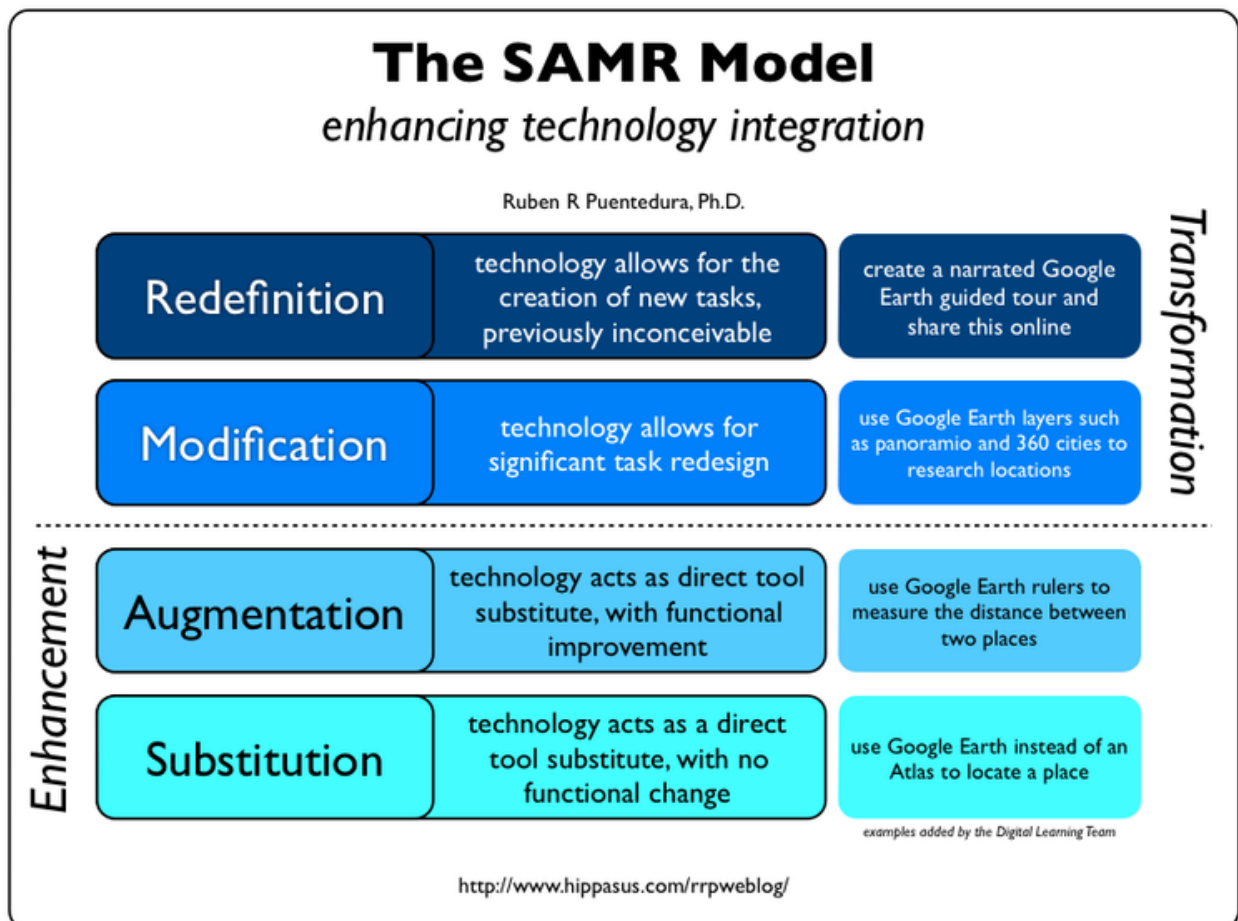 The SAMR Model
enhancing technology integration
Ruben R Puentedura, Ph.D.
Transformation
Redefinition
technology allows for the
creation of new tasks,
previously inconceivable
create a narrated Google
Earth guided tour and
share this online
Modification
technology allows for
significant task redesign
use Google Earth layers such
as panoramio and 360 cities to
research locations
Enhancement
Augmentation
technology acts as direct tool
substitute, with functional
improvement
use Google Earth rulers to
measure the distance between
two places
Substitution
technology acts as a direct
tool substitute, with no
functional change
use Google Earth instead of an
Atlas to locate a place
examples added by the Digital Learning Team
http://www.hippasus.com/rrpweblog/